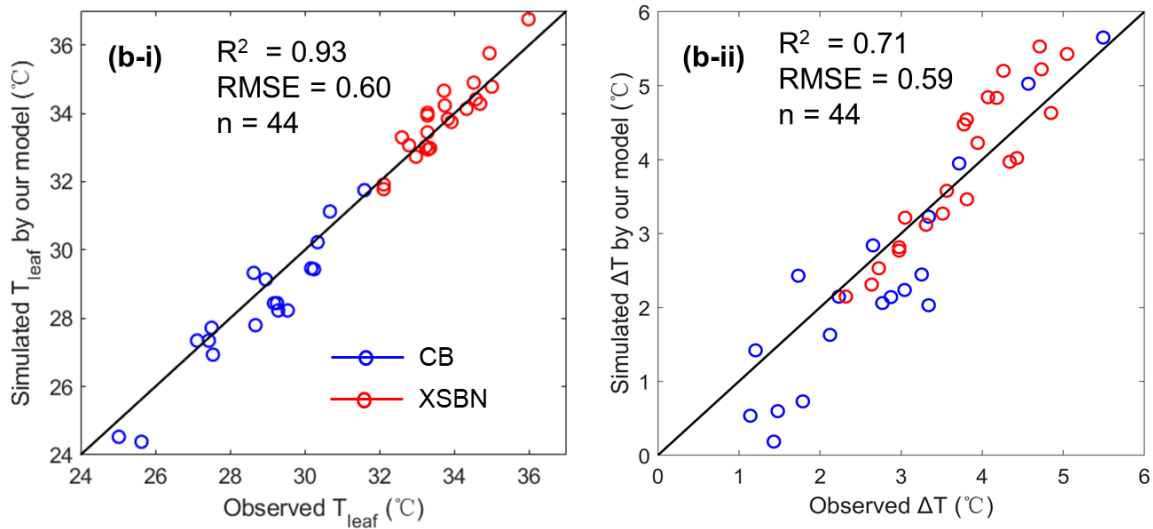 (b-i)
R² = 0.93
RMSE = 0.60
n = 44
CB
XSBN
Simulated T_leaf by our model (℃)
36
34
32
30
28
26
24
24 26 28 30 32 34 36
Observed T_leaf (℃)
(b-ii)
R² = 0.71
RMSE = 0.59
n = 44
Simulated ΔT by our model (℃)
6
5
4
3
2
1
0
0 1 2 3 4 5 6
Observed ΔT (℃)